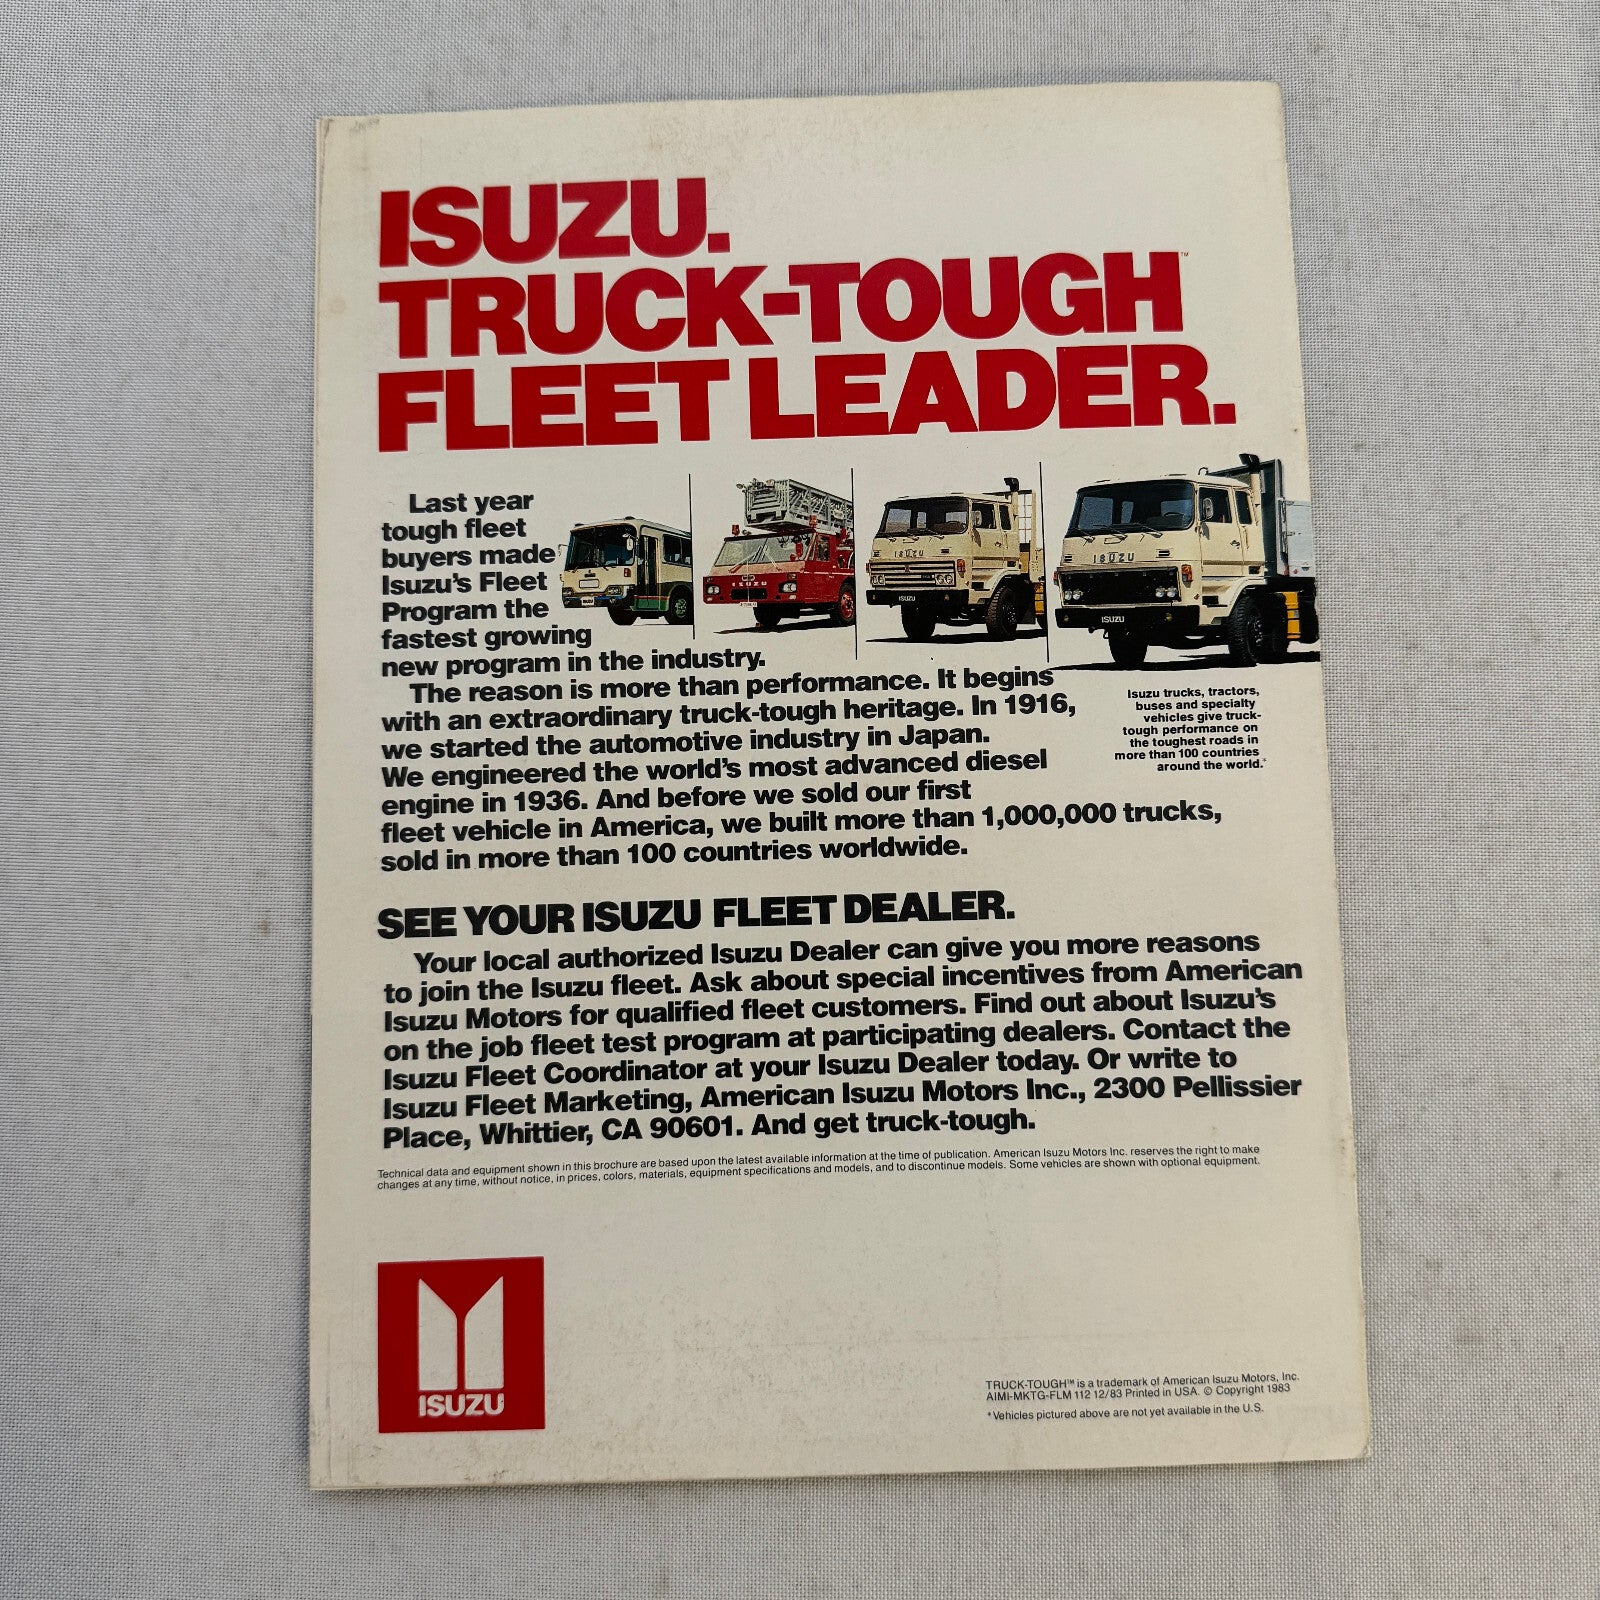 ISUZU.
TRUCK-TOUGH™
FLEET LEADER.
Last year
tough fleet
buyers made
Isuzu's Fleet
Program the
fastest growing
new program in the industry.
The reason is more than performance. It begins
with an extraordinary truck-tough heritage. In 1916,
we started the automotive industry in Japan.
We engineered the world's most advanced diesel
engine in 1936. And before we sold our first
fleet vehicle in America, we built more than 1,000,000 trucks,
sold in more than 100 countries worldwide.
ISUZU
ISUZU
ISUZU
ISUZU
ISUZU
Isuzu trucks, tractors,
buses and specialty
vehicles give truck-
tough performance on
the toughest roads in
more than 100 countries
around the world.*
SEE YOUR ISUZU FLEET DEALER.
Your local authorized Isuzu Dealer can give you more reasons
to join the Isuzu fleet. Ask about special incentives from American
Isuzu Motors for qualified fleet customers. Find out about Isuzu's
on the job fleet test program at participating dealers. Contact the
Isuzu Fleet Coordinator at your Isuzu Dealer today. Or write to
Isuzu Fleet Marketing, American Isuzu Motors Inc., 2300 Pellissier
Place, Whittier, CA 90601. And get truck-tough.
Technical data and equipment shown in this brochure are based upon the latest available information at the time of publication. American Isuzu Motors Inc. reserves the right to make
changes at any time, without notice, in prices, colors, materials, equipment specifications and models, and to discontinue models. Some vehicles are shown with optional equipment.
ISUZU
TRUCK-TOUGH™ is a trademark of American Isuzu Motors, Inc.
AIMI-MKTG-FLM 112 12/83 Printed in USA. © Copyright 1983
*Vehicles pictured above are not yet available in the U.S.